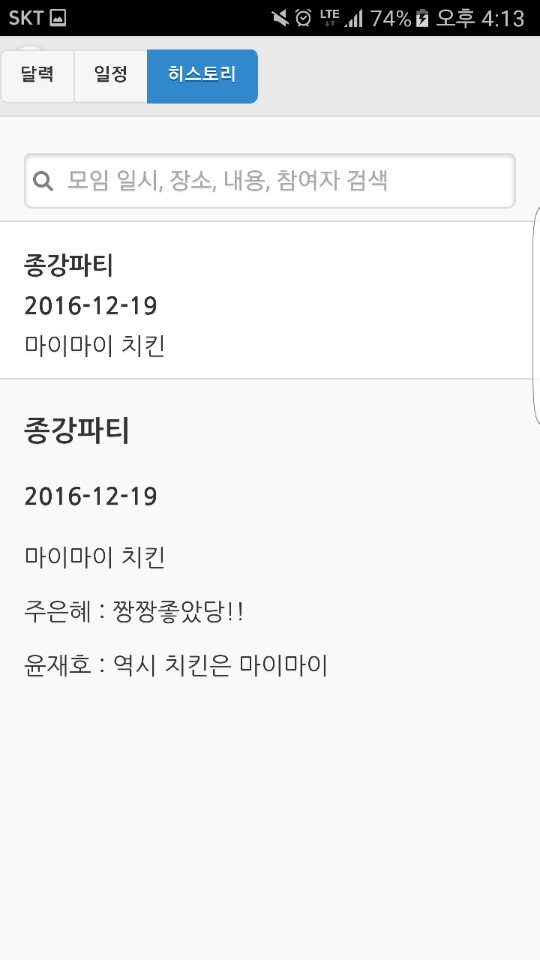 SKT LTE 74% 오후 4:13
달력 일정 히스토리
모임 일시, 장소, 내용, 참여자 검색
종강파티
2016-12-19
마이마이 치킨
종강파티
2016-12-19
마이마이 치킨
주은혜 : 짱짱좋았당!!
윤재호 : 역시 치킨은 마이마이